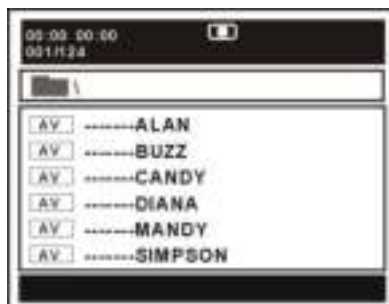 00:00 00:00
001/124
\
AV -------ALAN
AV -------BUZZ
AV -------CANDY
AV -------DIANA
AV -------MANDY
AV -------SIMPSON